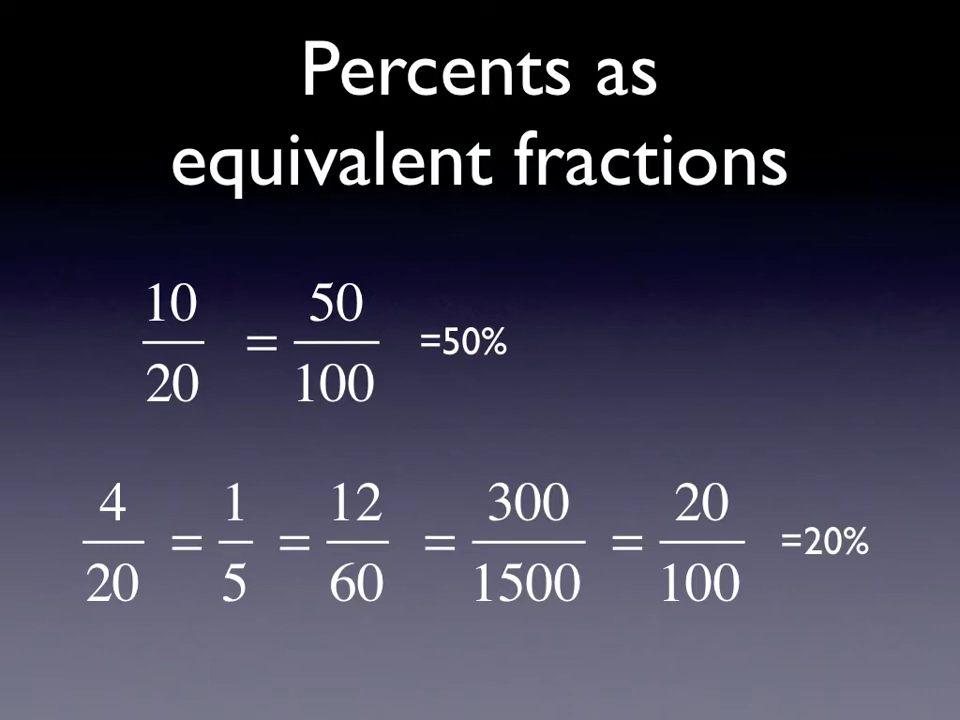 Percents as
equivalent fractions
10/20 = 50/100 =50%
4/20 = 1/5 = 12/60 = 300/1500 = 20/100 =20%